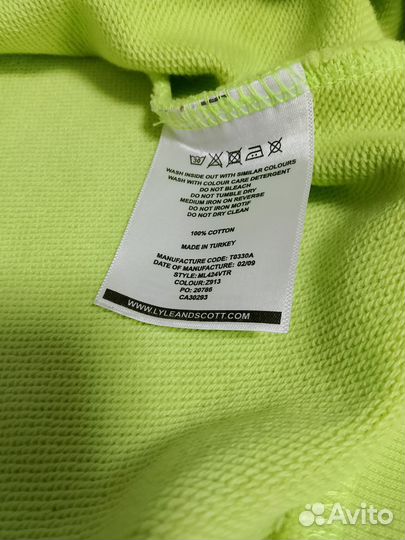 WASH INSIDE OUT WITH SIMILAR COLOURS
WASH WITH COLOUR CARE DETERGENT
DO NOT BLEACH
DO NOT TUMBLE DRY
MEDIUM IRON ON REVERSE
DO NOT IRON MOTIF
DO NOT DRY CLEAN
100% COTTON
MADE IN TURKEY
MANUFACTURE CODE: T0330A
DATE OF MANUFACTURE: 02/09
STYLE: ML424VTR
COLOUR: Z913
PO: 20786
CA30293
WWW.LYLEANDSCOTT.COM
Avito